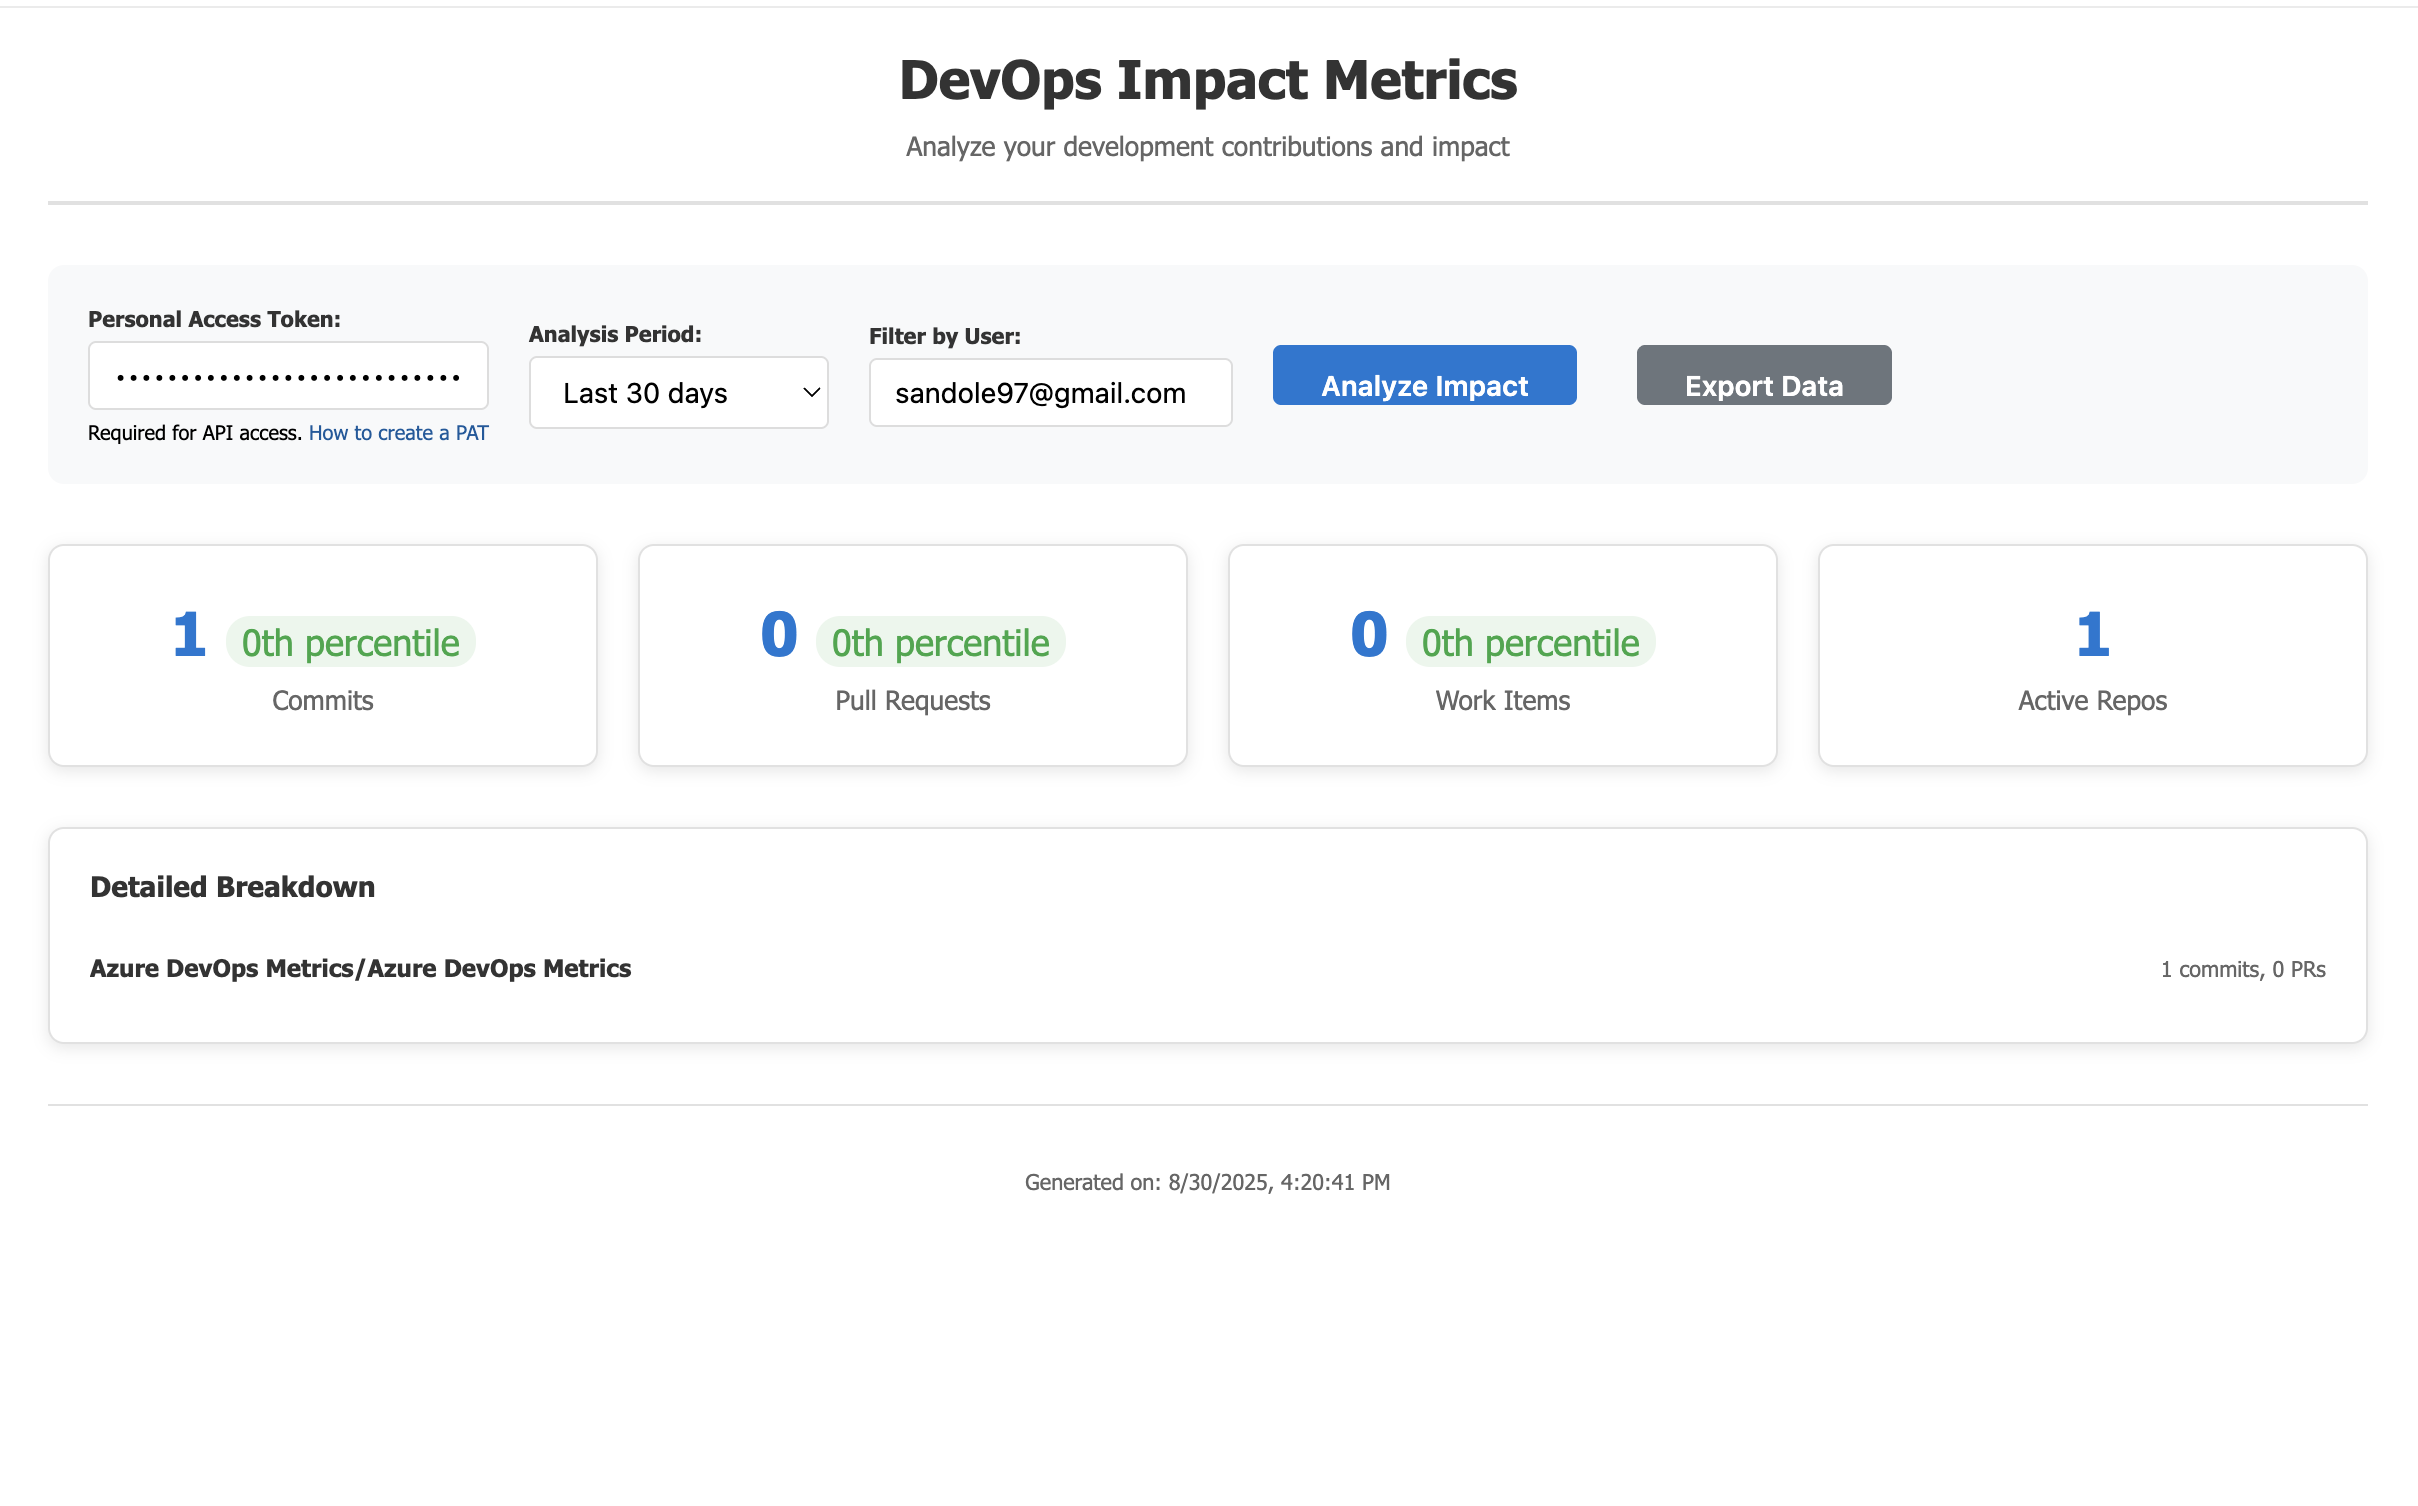 DevOps Impact Metrics
Analyze your development contributions and impact
Personal Access Token:
••••••••••••••••••••••••••�
Required for API access. How to create a PAT
Analysis Period:
Last 30 days
Filter by User:
sandole97@gmail.com
Analyze Impact
Export Data
1 0th percentile
Commits
0 0th percentile
Pull Requests
0 0th percentile
Work Items
1
Active Repos
Detailed Breakdown
Azure DevOps Metrics/Azure DevOps Metrics
1 commits, 0 PRs
Generated on: 8/30/2025, 4:20:41 PM